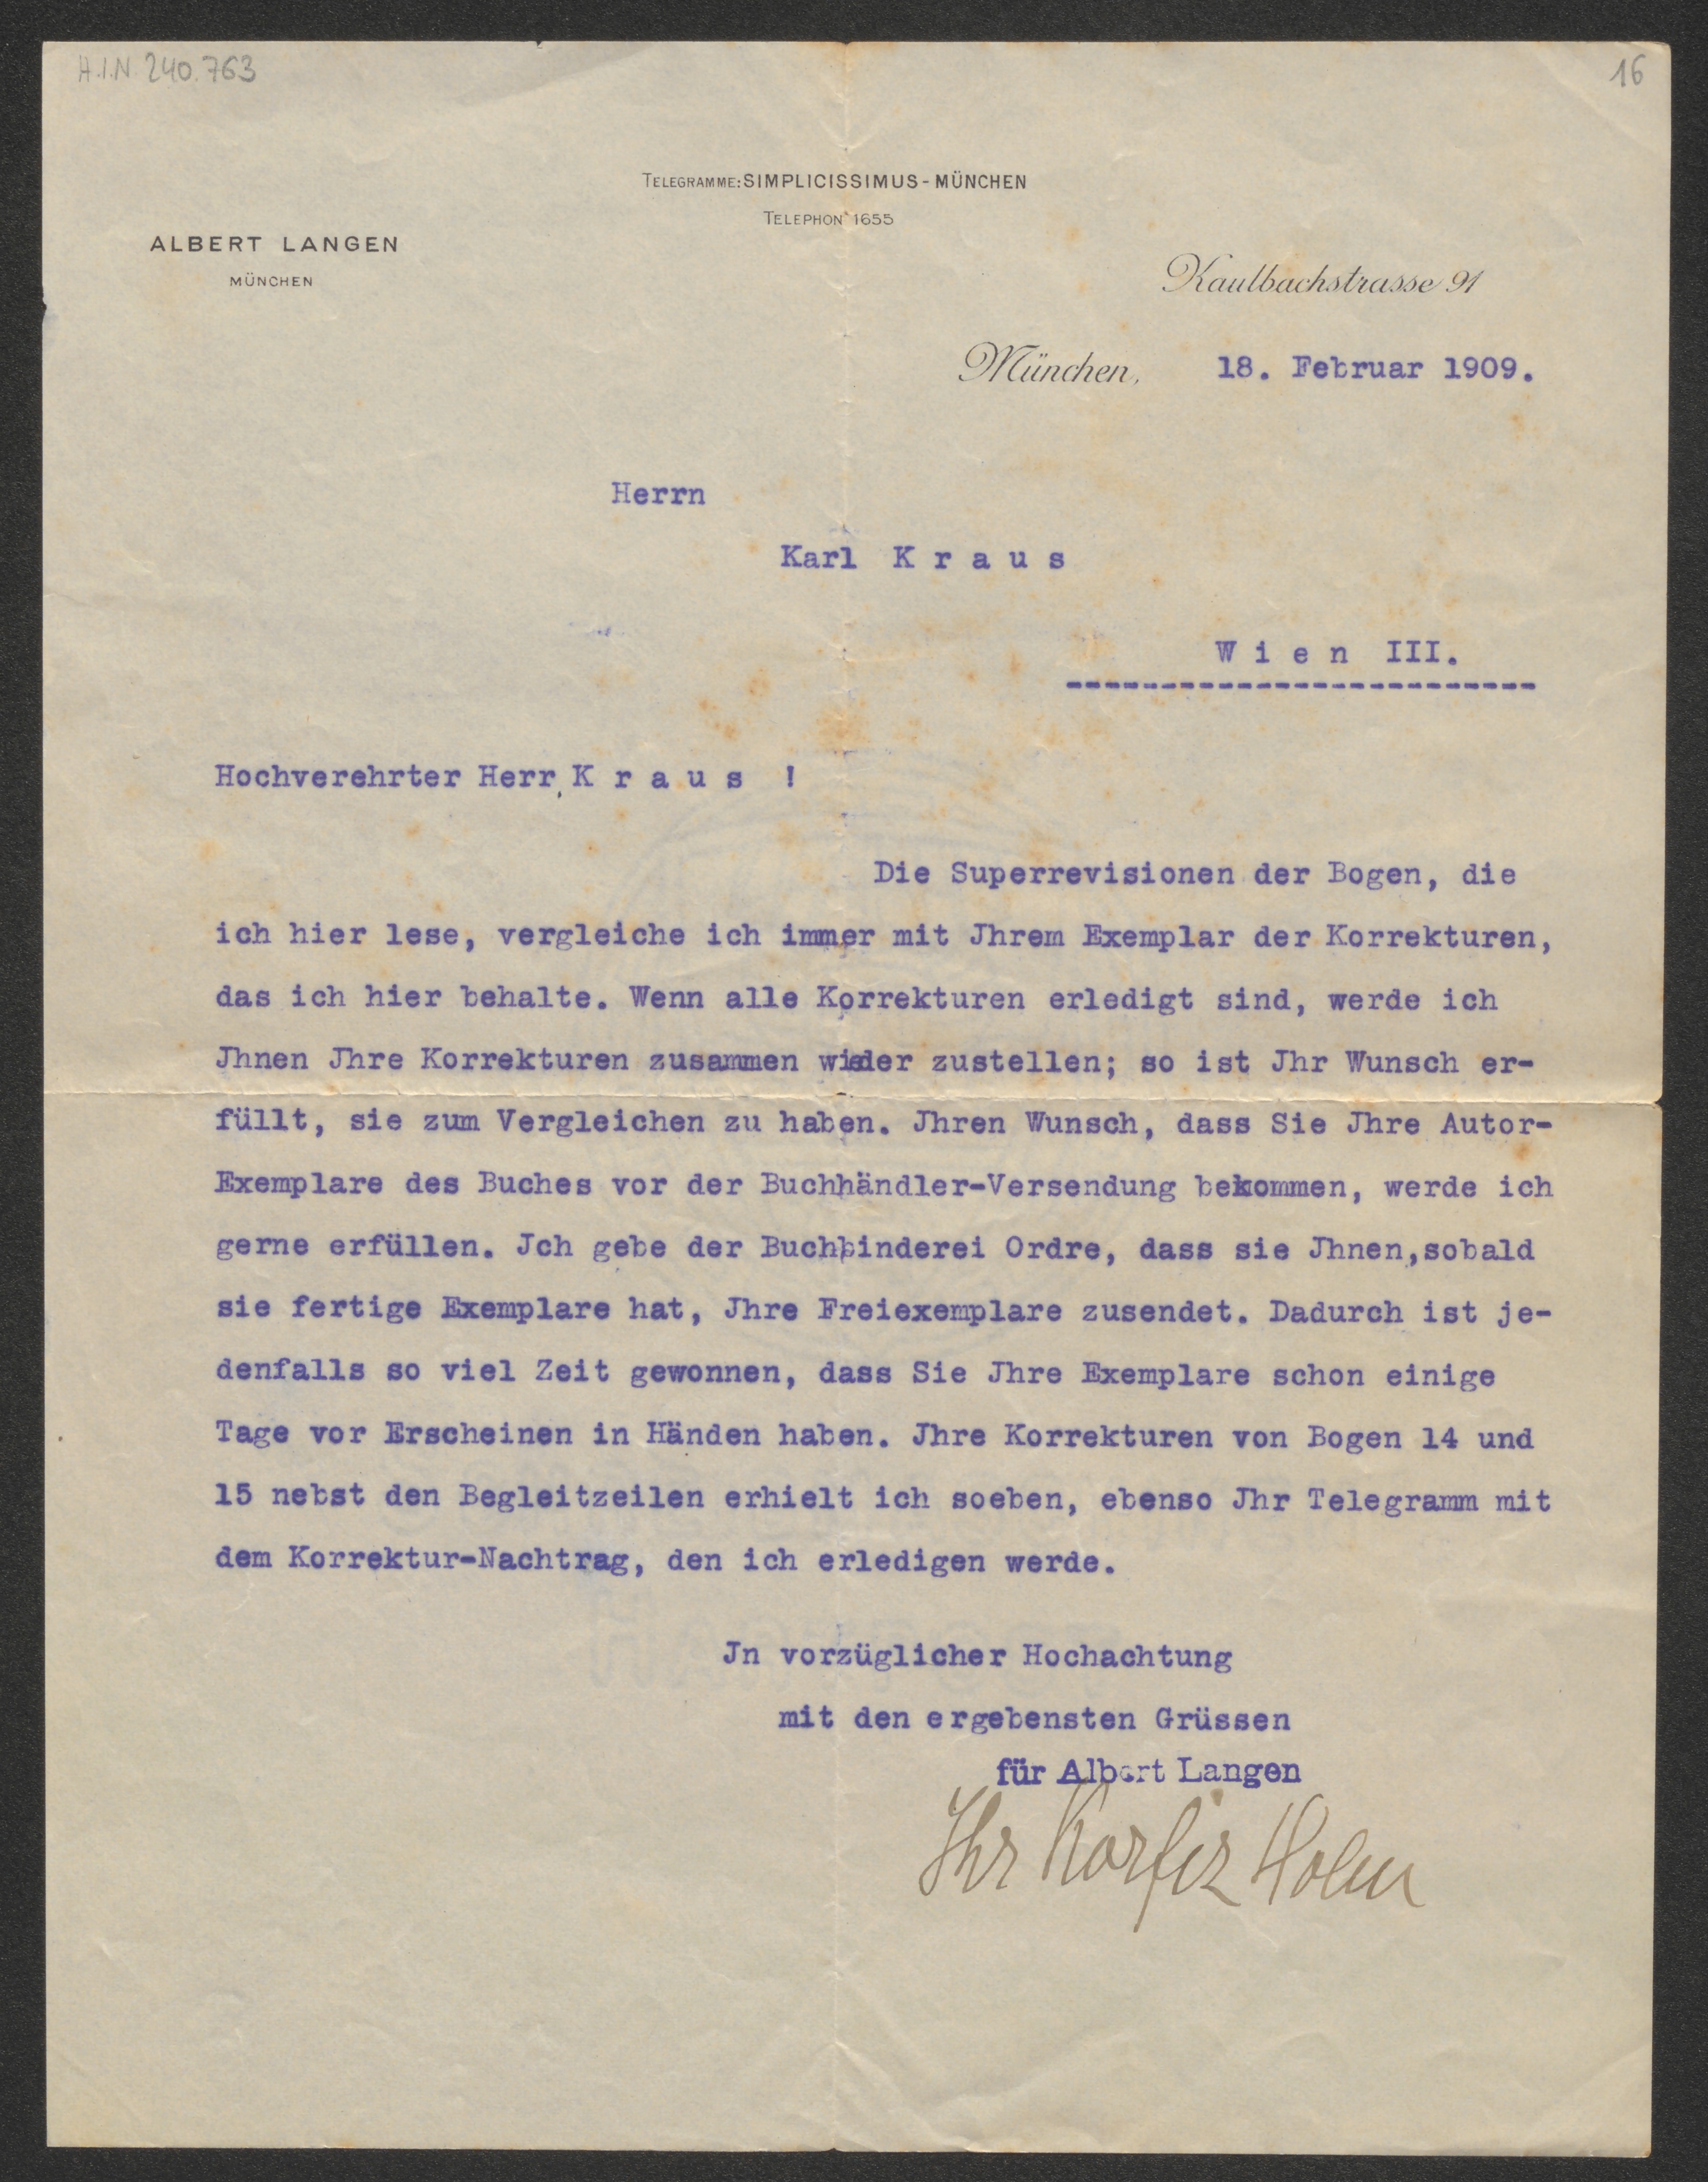 H.I.N 240.763
16
TELEGRAMME: SIMPLICISSIMUS - MÜNCHEN
TELEPHON 1655
ALBERT LANGEN
MÜNCHEN
Kaulbachstrasse 91
München, 18. Februar 1909.
Herrn
Karl K r a u s
W i e n III.
Hochverehrter Herr K r a u s !
Die Superrevisionen der Bogen, die
ich hier lese, vergleiche ich immer mit Jhrem Exemplar der Korrekturen,
das ich hier behalte. Wenn alle Korrekturen erledigt sind, werde ich
Jhnen Jhre Korrekturen zusammen wieder zustellen; so ist Jhr Wunsch er-
füllt, sie zum Vergleichen zu haben. Jhren Wunsch, dass Sie Jhre Autor-
Exemplare des Buches vor der Buchhändler-Versendung bekommen, werde ich
gerne erfüllen. Jch gebe der Buchbinderei Ordre, dass sie Jhnen,sobald
sie fertige Exemplare hat, Jhre Freiexemplare zusendet. Dadurch ist je-
denfalls so viel Zeit gewonnen, dass Sie Jhre Exemplare schon einige
Tage vor Erscheinen in Händen haben. Jhre Korrekturen von Bogen 14 und
15 nebst den Begleitzeilen erhielt ich soeben, ebenso Jhr Telegramm mit
dem Korrektur-Nachtrag, den ich erledigen werde.
Jn vorzüglicher Hochachtung
mit den ergebensten Grüssen
für Albert Langen
Ihr Korfiz Holm